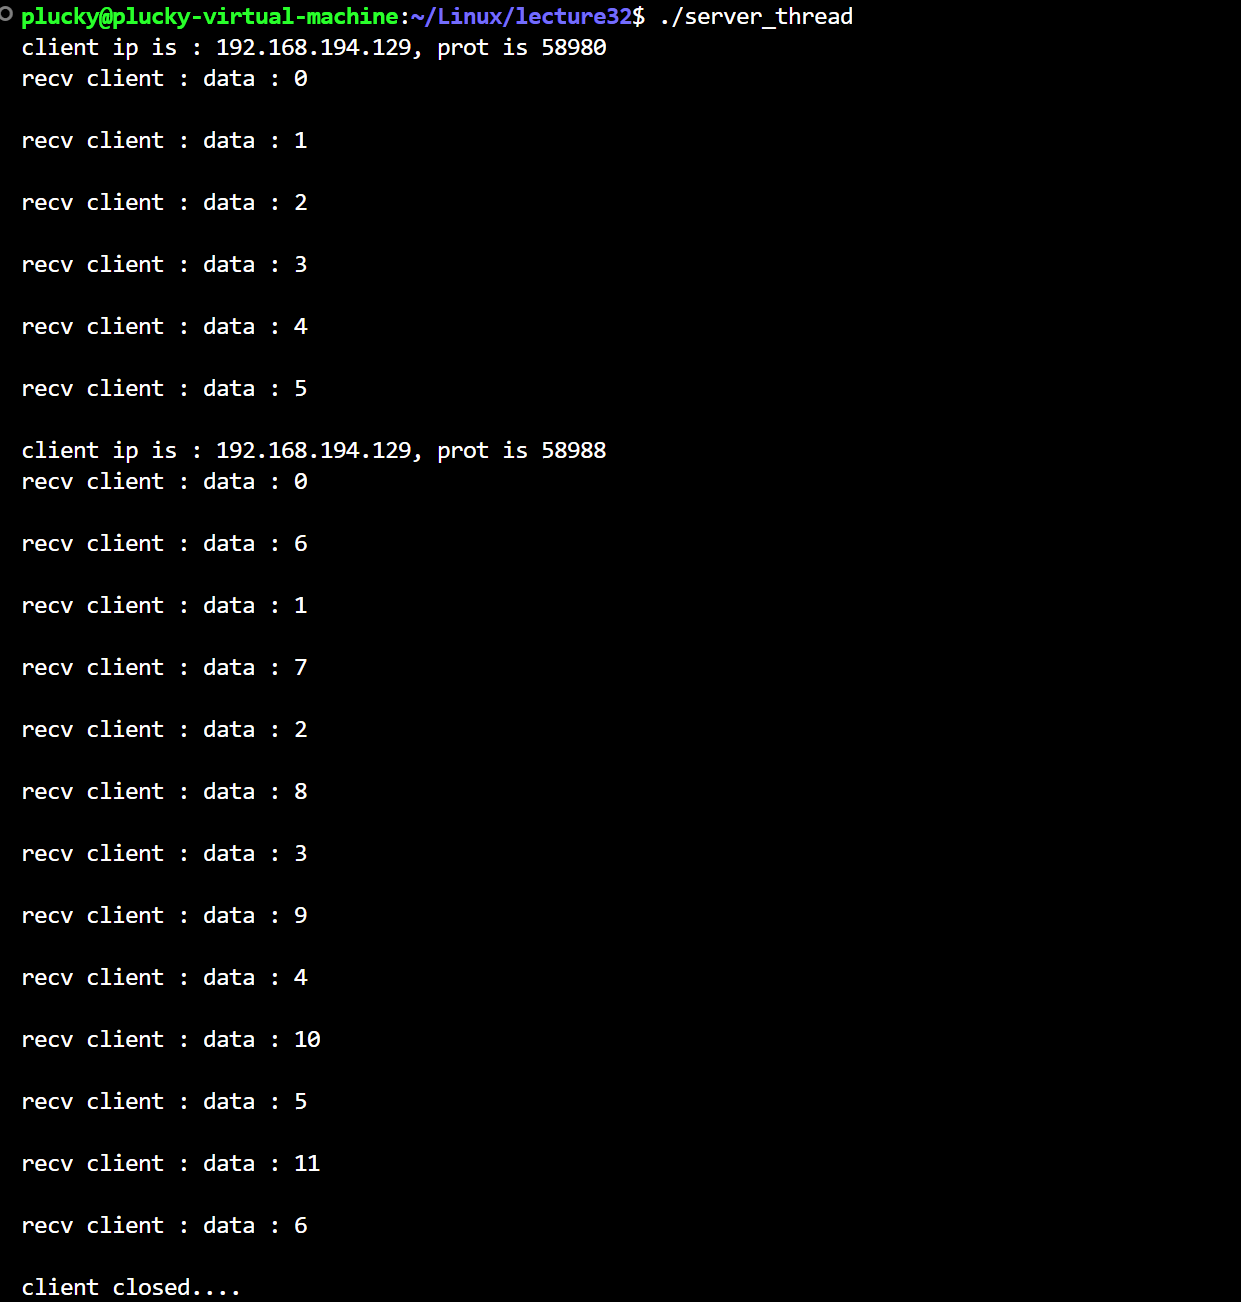 plucky@plucky-virtual-machine:~/Linux/lecture32$ ./server_thread
client ip is : 192.168.194.129, prot is 58980
recv client : data : 0
recv client : data : 1
recv client : data : 2
recv client : data : 3
recv client : data : 4
recv client : data : 5
client ip is : 192.168.194.129, prot is 58988
recv client : data : 0
recv client : data : 6
recv client : data : 1
recv client : data : 7
recv client : data : 2
recv client : data : 8
recv client : data : 3
recv client : data : 9
recv client : data : 4
recv client : data : 10
recv client : data : 5
recv client : data : 11
recv client : data : 6
client closed....